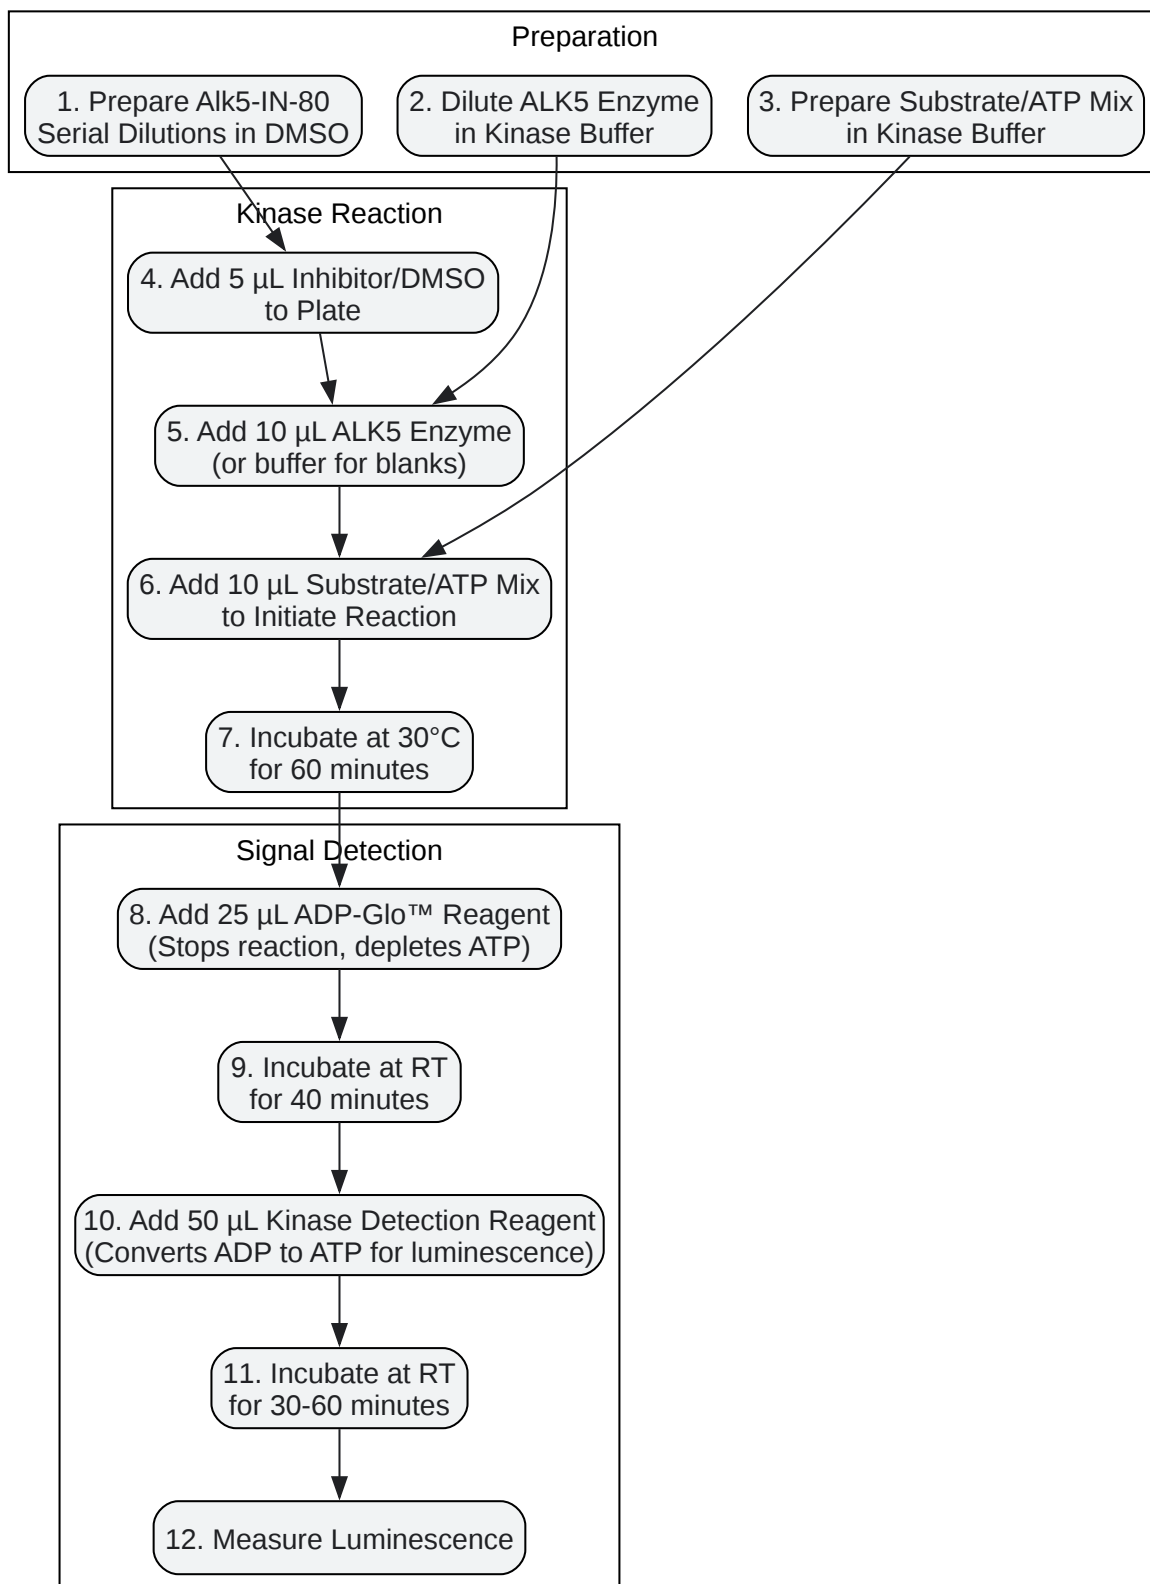 Preparation
1. Prepare Alk5-IN-80
Serial Dilutions in DMSO
2. Dilute ALK5 Enzyme
in Kinase Buffer
3. Prepare Substrate/ATP Mix
in Kinase Buffer
Kinase Reaction
4. Add 5 µL Inhibitor/DMSO
to Plate
5. Add 10 µL ALK5 Enzyme
(or buffer for blanks)
6. Add 10 µL Substrate/ATP Mix
to Initiate Reaction
7. Incubate at 30°C
for 60 minutes
Signal Detection
8. Add 25 µL ADP-Glo™ Reagent
(Stops reaction, depletes ATP)
9. Incubate at RT
for 40 minutes
10. Add 50 µL Kinase Detection Reagent
(Converts ADP to ATP for luminescence)
11. Incubate at RT
for 30-60 minutes
12. Measure Luminescence